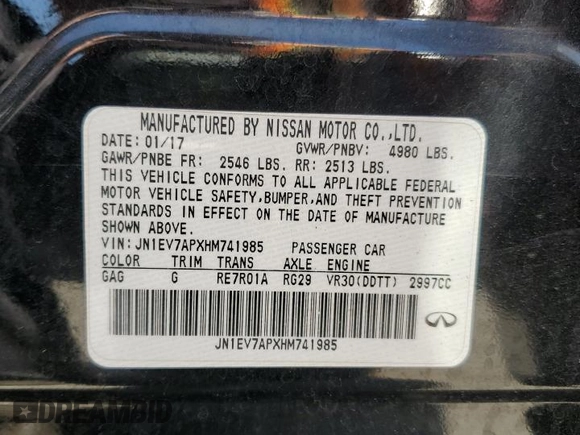 MANUFACTURED BY NISSAN MOTOR CO.,LTD.
DATE: 01/17 GVWR/PNBV: 4980 LBS.
GAWR/PNBE FR: 2546 LBS. RR: 2513 LBS.
THIS VEHICLE CONFORMS TO ALL APPLICABLE FEDERAL
MOTOR VEHICLE SAFETY,BUMPER,AND THEFT PREVENTION
STANDARDS IN EFFECT ON THE DATE OF MANUFACTURE
SHOWN ABOVE.
VIN: JN1EV7APXHM741985 PASSENGER CAR
COLOR TRIM TRANS AXLE ENGINE
GAG G RE7R01A RG29 VR30(DDTT) 2997CC
JN1EV7APXHM741985
DREAMBID